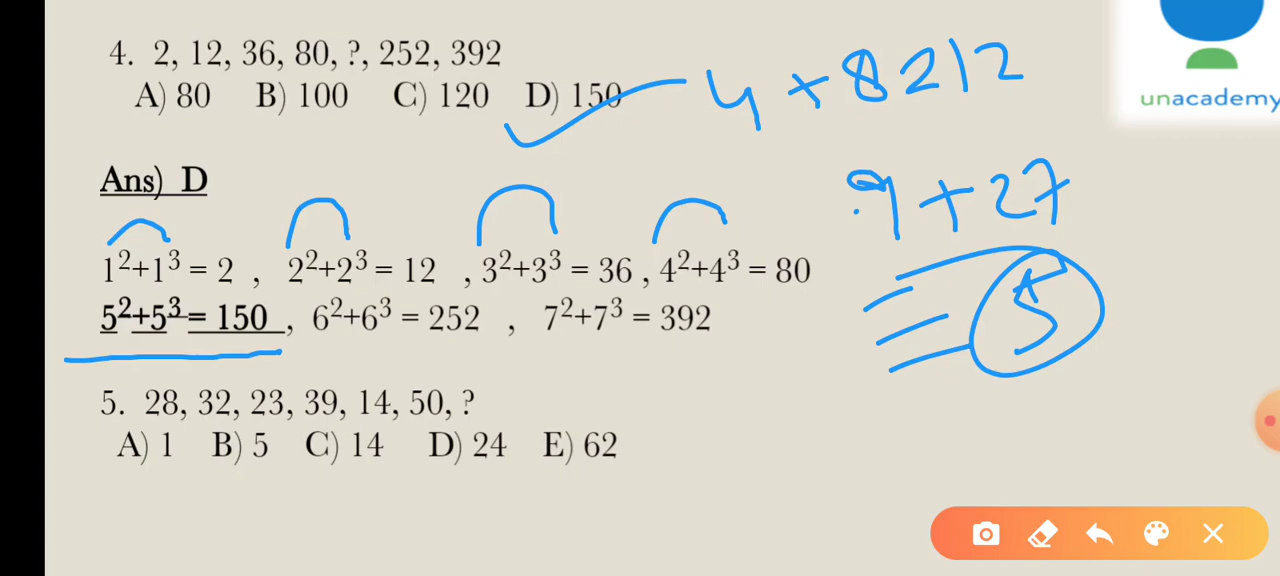 4. 2, 12, 36, 80, ?, 252, 392
A) 80 B) 100 C) 120 D) 150
4 + 8 2 12
unacademy
Ans) D
9 + 27
1²+1³ = 2 , 2²+2³ = 12 , 3²+3³ = 36 , 4²+4³ = 80
5²+5³ = 150 , 6²+6³ = 252 , 7²+7³ = 392
5
5. 28, 32, 23, 39, 14, 50, ?
A) 1 B) 5 C) 14 D) 24 E) 62